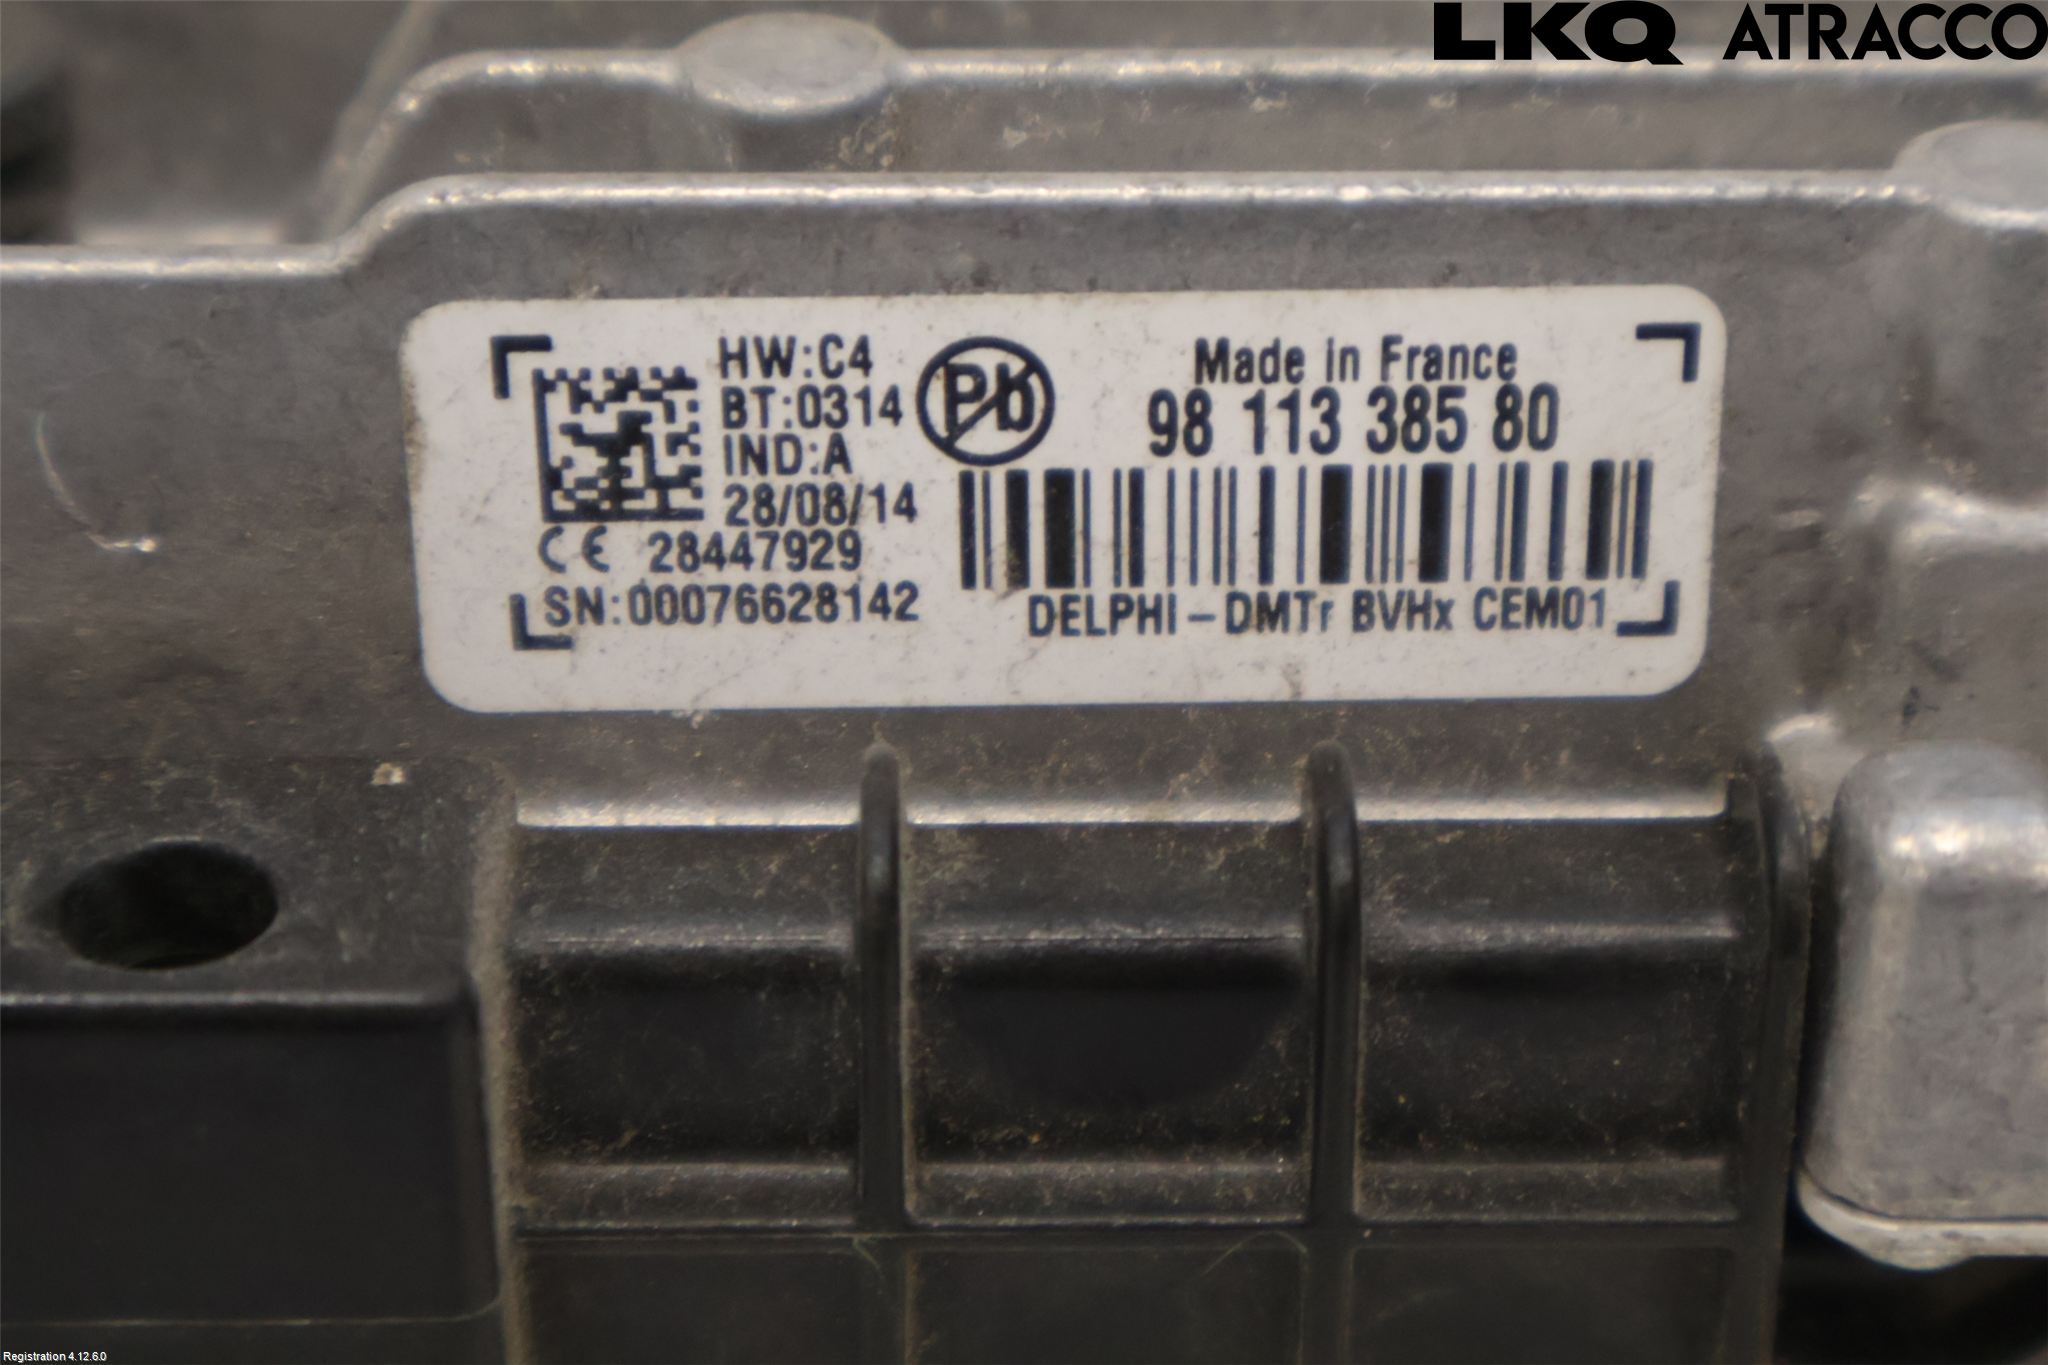 LKQ ATRACCO
HW:C4
BT:0314
IND:A
28/08/14
CE 28447929
SN:00076628142
Pb
Made in France
98 113 385 80
DELPHI-DMTr BVHx CEM01
Registration 4.12.6.0